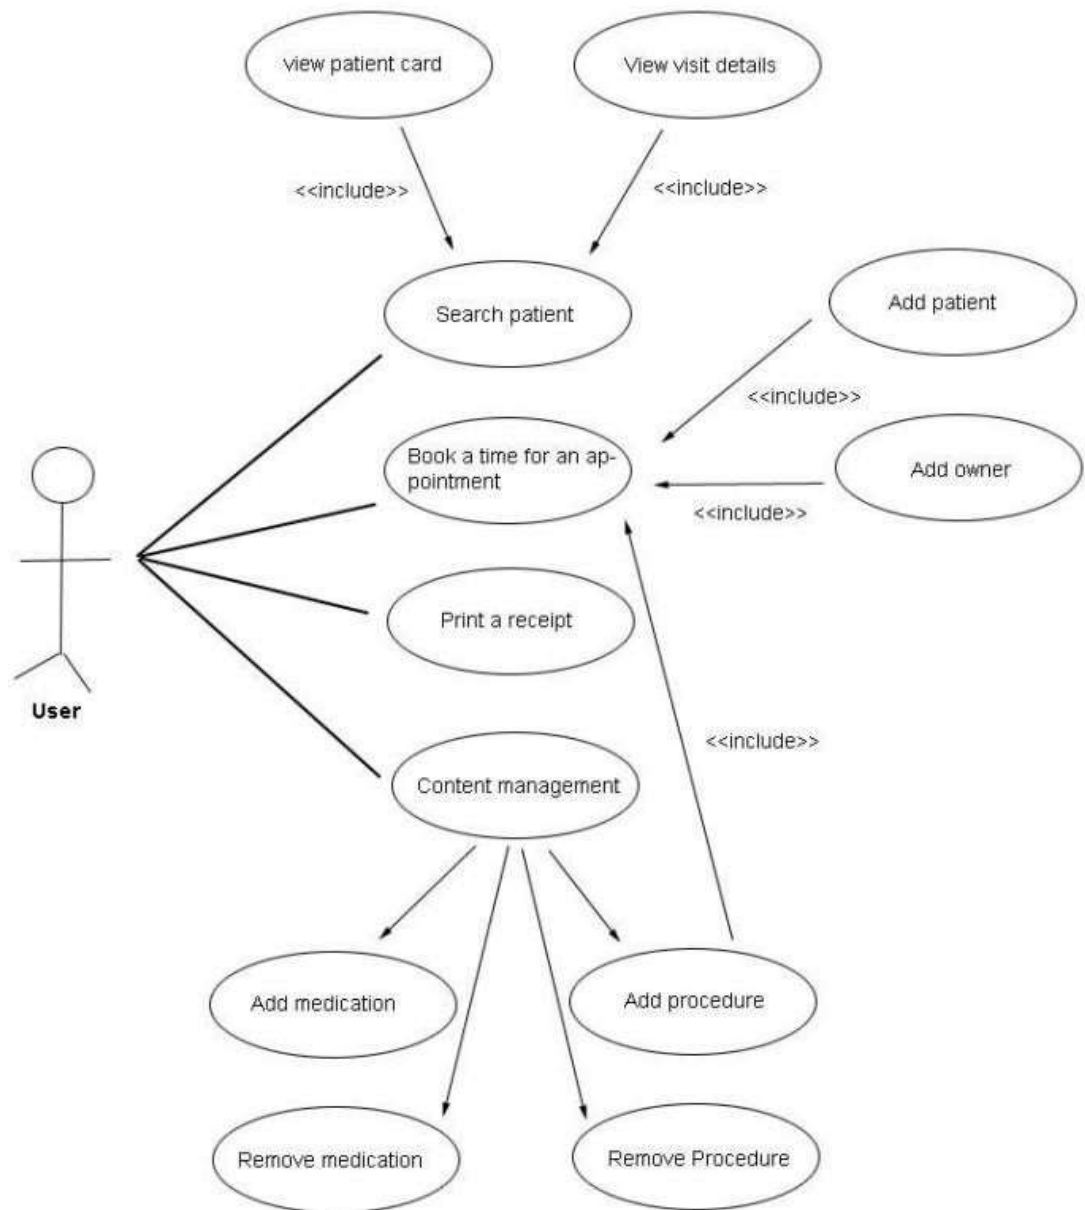 view patient card
View visit details
<<include>>
<<include>>
Search patient
Add patient
<<include>>
Book a time for an ap-
pointment
Add owner
<<include>>
Print a receipt
User
<<include>>
Content management
Add medication
Add procedure
Remove medication
Remove Procedure